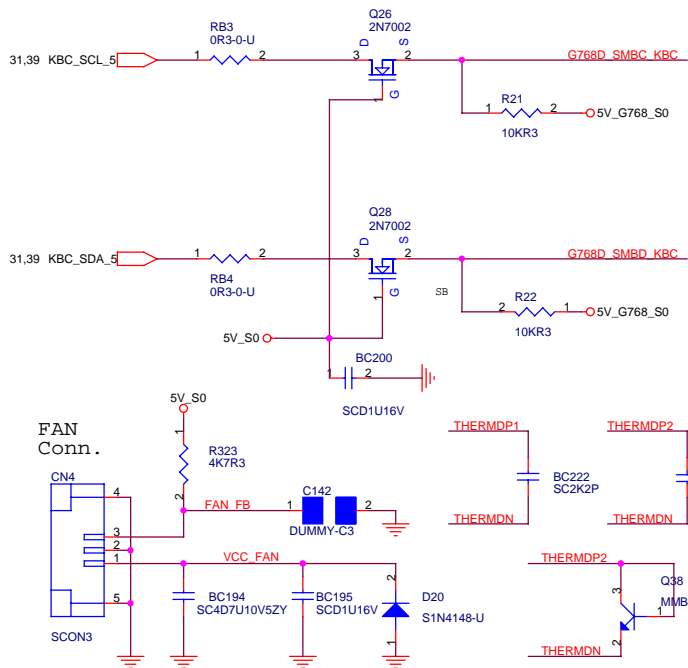 RB3
0R3-0-U
Q26
2N7002
31,39 KBC_SCL_5
1
2
3
D
S
2
G768D_SMBC_KBC
1
G
R21
1
2
5V_G768_S0
10KR3
Q28
2N7002
31,39 KBC_SDA_5
1
2
3
D
S
2
G768D_SMBD_KBC
RB4
0R3-0-U
1
G
SB
R22
2
1
5V_G768_S0
10KR3
5V_S0
BC200
1
2
SCD1U16V
5V_S0
FAN
Conn.
1
R323
4K7R3
2
CN4
4
3
2
1
5
SCON3
FAN_FB
C142
1
2
DUMMY-C3
VCC_FAN
BC194
SC4D7U10V5ZY
BC195
SCD1U16V
2
D20
S1N4148-U
1
THERMDP1
BC222
SC2K2P
THERMDN
THERMDP2
THERMDN
THERMDP2
Q38
3
1
MMB
2
THERMDN